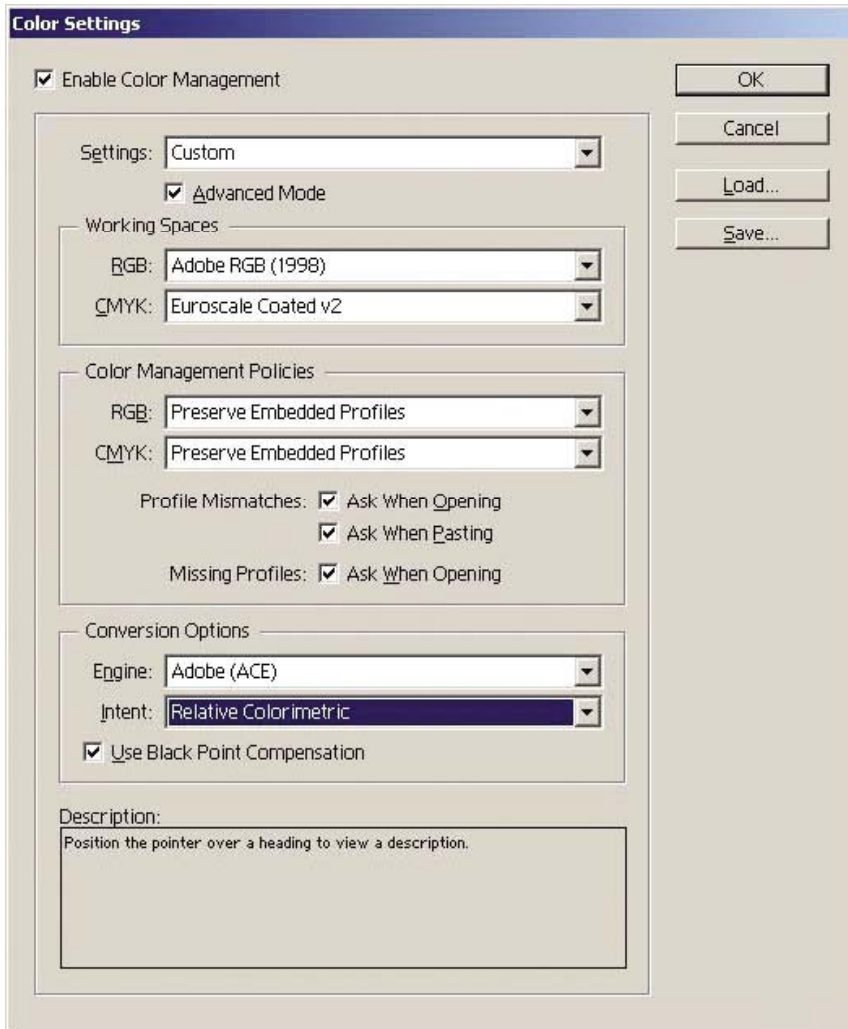 Color Settings
Enable Color Management
OK
Cancel
Load...
Save...
Settings: Custom
Advanced Mode
Working Spaces
RGB: Adobe RGB (1998)
CMYK: Euroscale Coated v2
Color Management Policies
RGB: Preserve Embedded Profiles
CMYK: Preserve Embedded Profiles
Profile Mismatches: Ask When Opening
Ask When Pasting
Missing Profiles: Ask When Opening
Conversion Options
Engine: Adobe (ACE)
Intent: Relative Colorimetric
Use Black Point Compensation
Description:
Position the pointer over a heading to view a description.